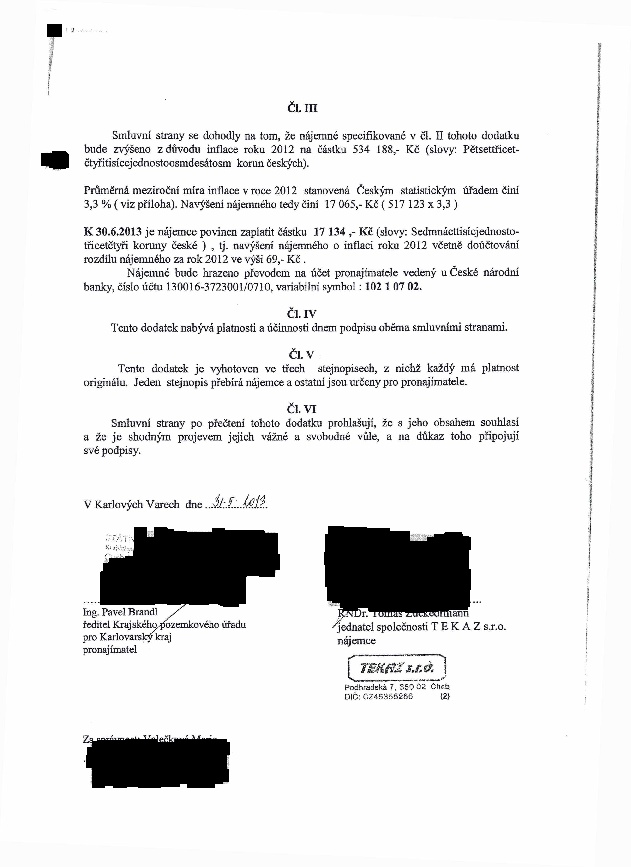 Čl. III
Smluvní strany se dohodly na tom, že nájemné specifikované v čl. II tohoto dodatku
bude zvýšeno z důvodu inflace roku 2012 na částku 534 188,- Kč (slovy: Pětsettřicet-
čtyřitisícejednostoosmdesátosm korun českých).
Průměrná meziroční míra inflace v roce 2012 stanovená Českým statistickým úřadem činí
3,3 % ( viz příloha). Navýšení nájemného tedy činí 17 065,- Kč ( 517 123 x 3,3 )
K 30.6.2013 je nájemce povinen zaplatit částku 17 134 ,- Kč (slovy: Sedmnácttisícjednosto-
třicetčtyři koruny české ) , tj. navýšení nájemného o inflaci roku 2012 včetně doúčtování
rozdílu nájemného za rok 2012 ve výši 69,- Kč .
Nájemné bude hrazeno převodem na účet pronajímatele vedený u České národní
banky, číslo účtu 130016-3723001/0710, variabilní symbol : 102 1 07 02.
Čl. IV
Tento dodatek nabývá platnosti a účinnosti dnem podpisu oběma smluvními stranami.
Čl. V
Tento dodatek je vyhotoven ve třech stejnopisech, z nichž každý má platnost
originálu. Jeden stejnopis přebírá nájemce a ostatní jsou určeny pro pronajímatele.
Čl. VI
Smluvní strany po přečtení tohoto dodatku prohlašují, že s jeho obsahem souhlasí
a že je shodným projevem jejich vážné a svobodné vůle, a na důkaz toho připojují
své podpisy.
V Karlových Varech dne 31. 5. 2013
Ing. Pavel Brandl
ředitel Krajského pozemkového úřadu
pro Karlovarský kraj
pronajímatel
RNDr. Tomáš
jednatel společnosti T E K A Z s.r.o.
nájemce
TEKAZ s.r.o.
Podhradská 7, 350 02 Cheb
DIČ: CZ45355266 (2)
Za